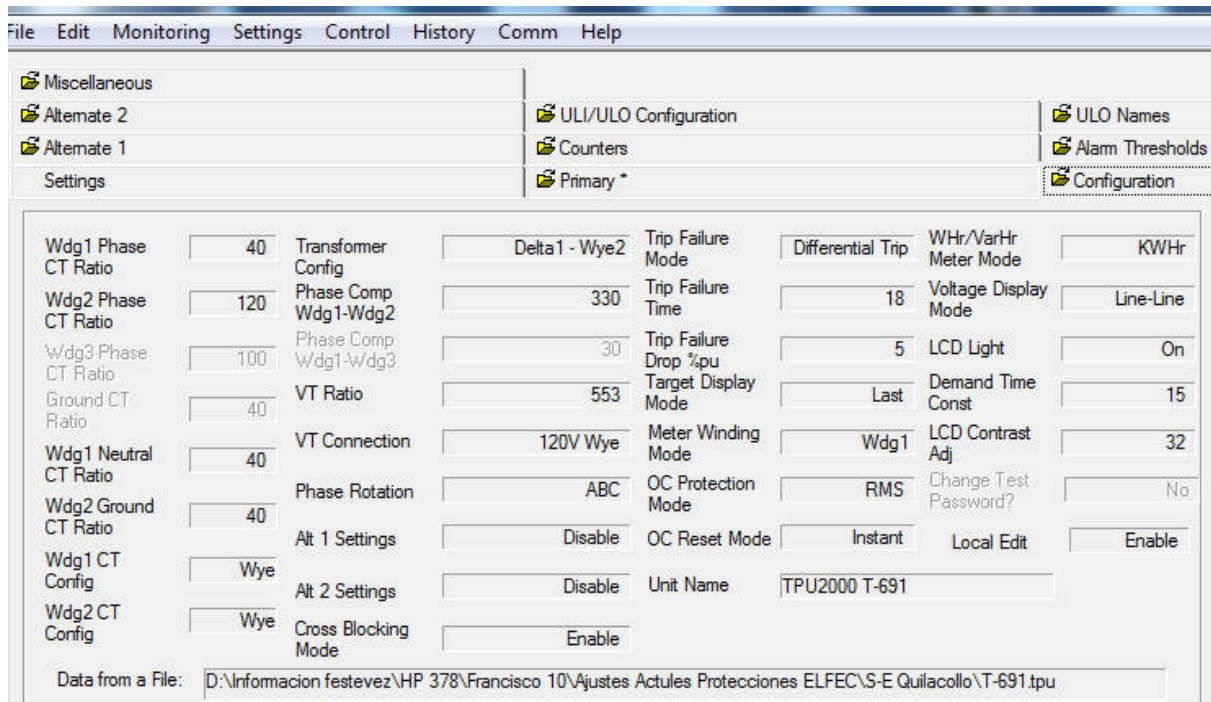 File Edit Monitoring Settings Control History Comm Help
Miscellaneous
Alternate 2 ULI/ULO Configuration ULO Names
Alternate 1 Counters Alarm Thresholds
Settings Primary * Configuration
Wdg1 Phase CT Ratio 40
Wdg2 Phase CT Ratio 120
Wdg3 Phase CT Ratio 100
Ground CT Ratio 40
Wdg1 Neutral CT Ratio 40
Wdg2 Ground CT Ratio 40
Wdg1 CT Config Wye
Wdg2 CT Config Wye
Transformer Config Delta1 - Wye2
Phase Comp Wdg1-Wdg2 330
Phase Comp Wdg1-Wdg3 30
VT Ratio 553
VT Connection 120V Wye
Phase Rotation ABC
Alt 1 Settings Disable
Alt 2 Settings Disable
Cross Blocking Mode Enable
Trip Failure Mode Differential Trip
Trip Failure Time 18
Trip Failure Drop %pu 5
Target Display Mode Last
Meter Winding Mode Wdg1
OC Protection Mode RMS
OC Reset Mode Instant
Unit Name TPU2000 T-691
WHr/VarHr Meter Mode KWHr
Voltage Display Mode Line-Line
LCD Light On
Demand Time Const 15
LCD Contrast Adj 32
Change Test Password? No
Local Edit Enable
Data from a File: D:\Informacion festevez\HP 378\Francisco 10\Ajustes Actules Protecciones ELFEC\S-E Quilacollo\T-691.tpu